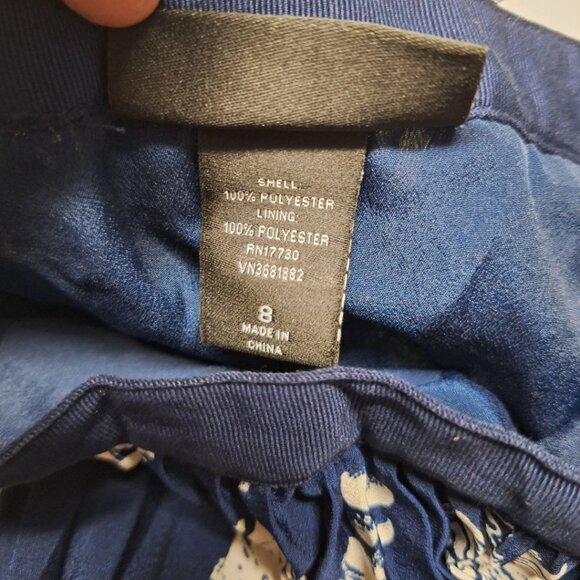 SHELL:
100% POLYESTER
LINING:
100% POLYESTER
RN17730
VN3681882
8
MADE IN
CHINA